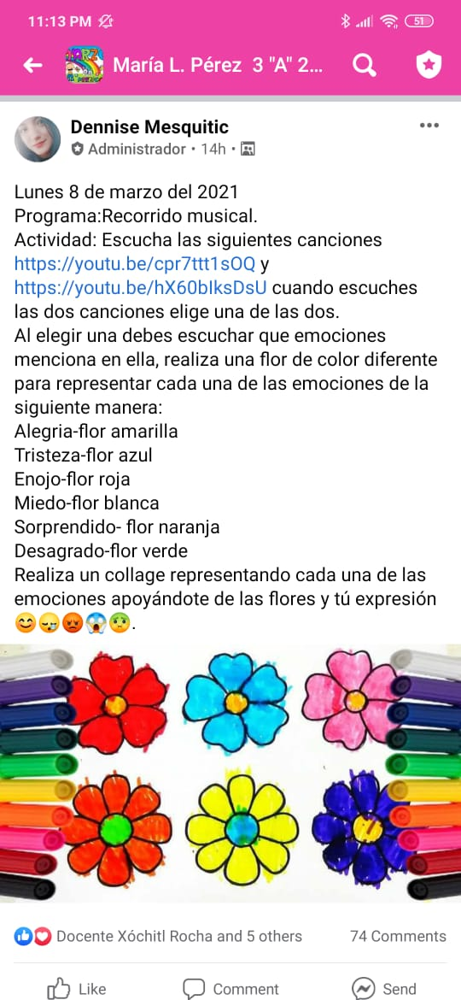 11:13 PM
51
María L. Pérez 3 "A" 2...
Dennise Mesquitic
Administrador • 14h •
Lunes 8 de marzo del 2021
Programa:Recorrido musical.
Actividad: Escucha las siguientes canciones
https://youtu.be/cpr7ttt1sOQ y
https://youtu.be/hX60bIksDsU cuando escuches
las dos canciones elige una de las dos.
Al elegir una debes escuchar que emociones
menciona en ella, realiza una flor de color diferente
para representar cada una de las emociones de la
siguiente manera:
Alegria-flor amarilla
Tristeza-flor azul
Enojo-flor roja
Miedo-flor blanca
Sorprendido- flor naranja
Desagrado-flor verde
Realiza un collage representando cada una de las
emociones apoyándote de las flores y tú expresión
😊😪😡😱🤢.
Docente Xóchitl Rocha and 5 others 74 Comments
Like Comment Send